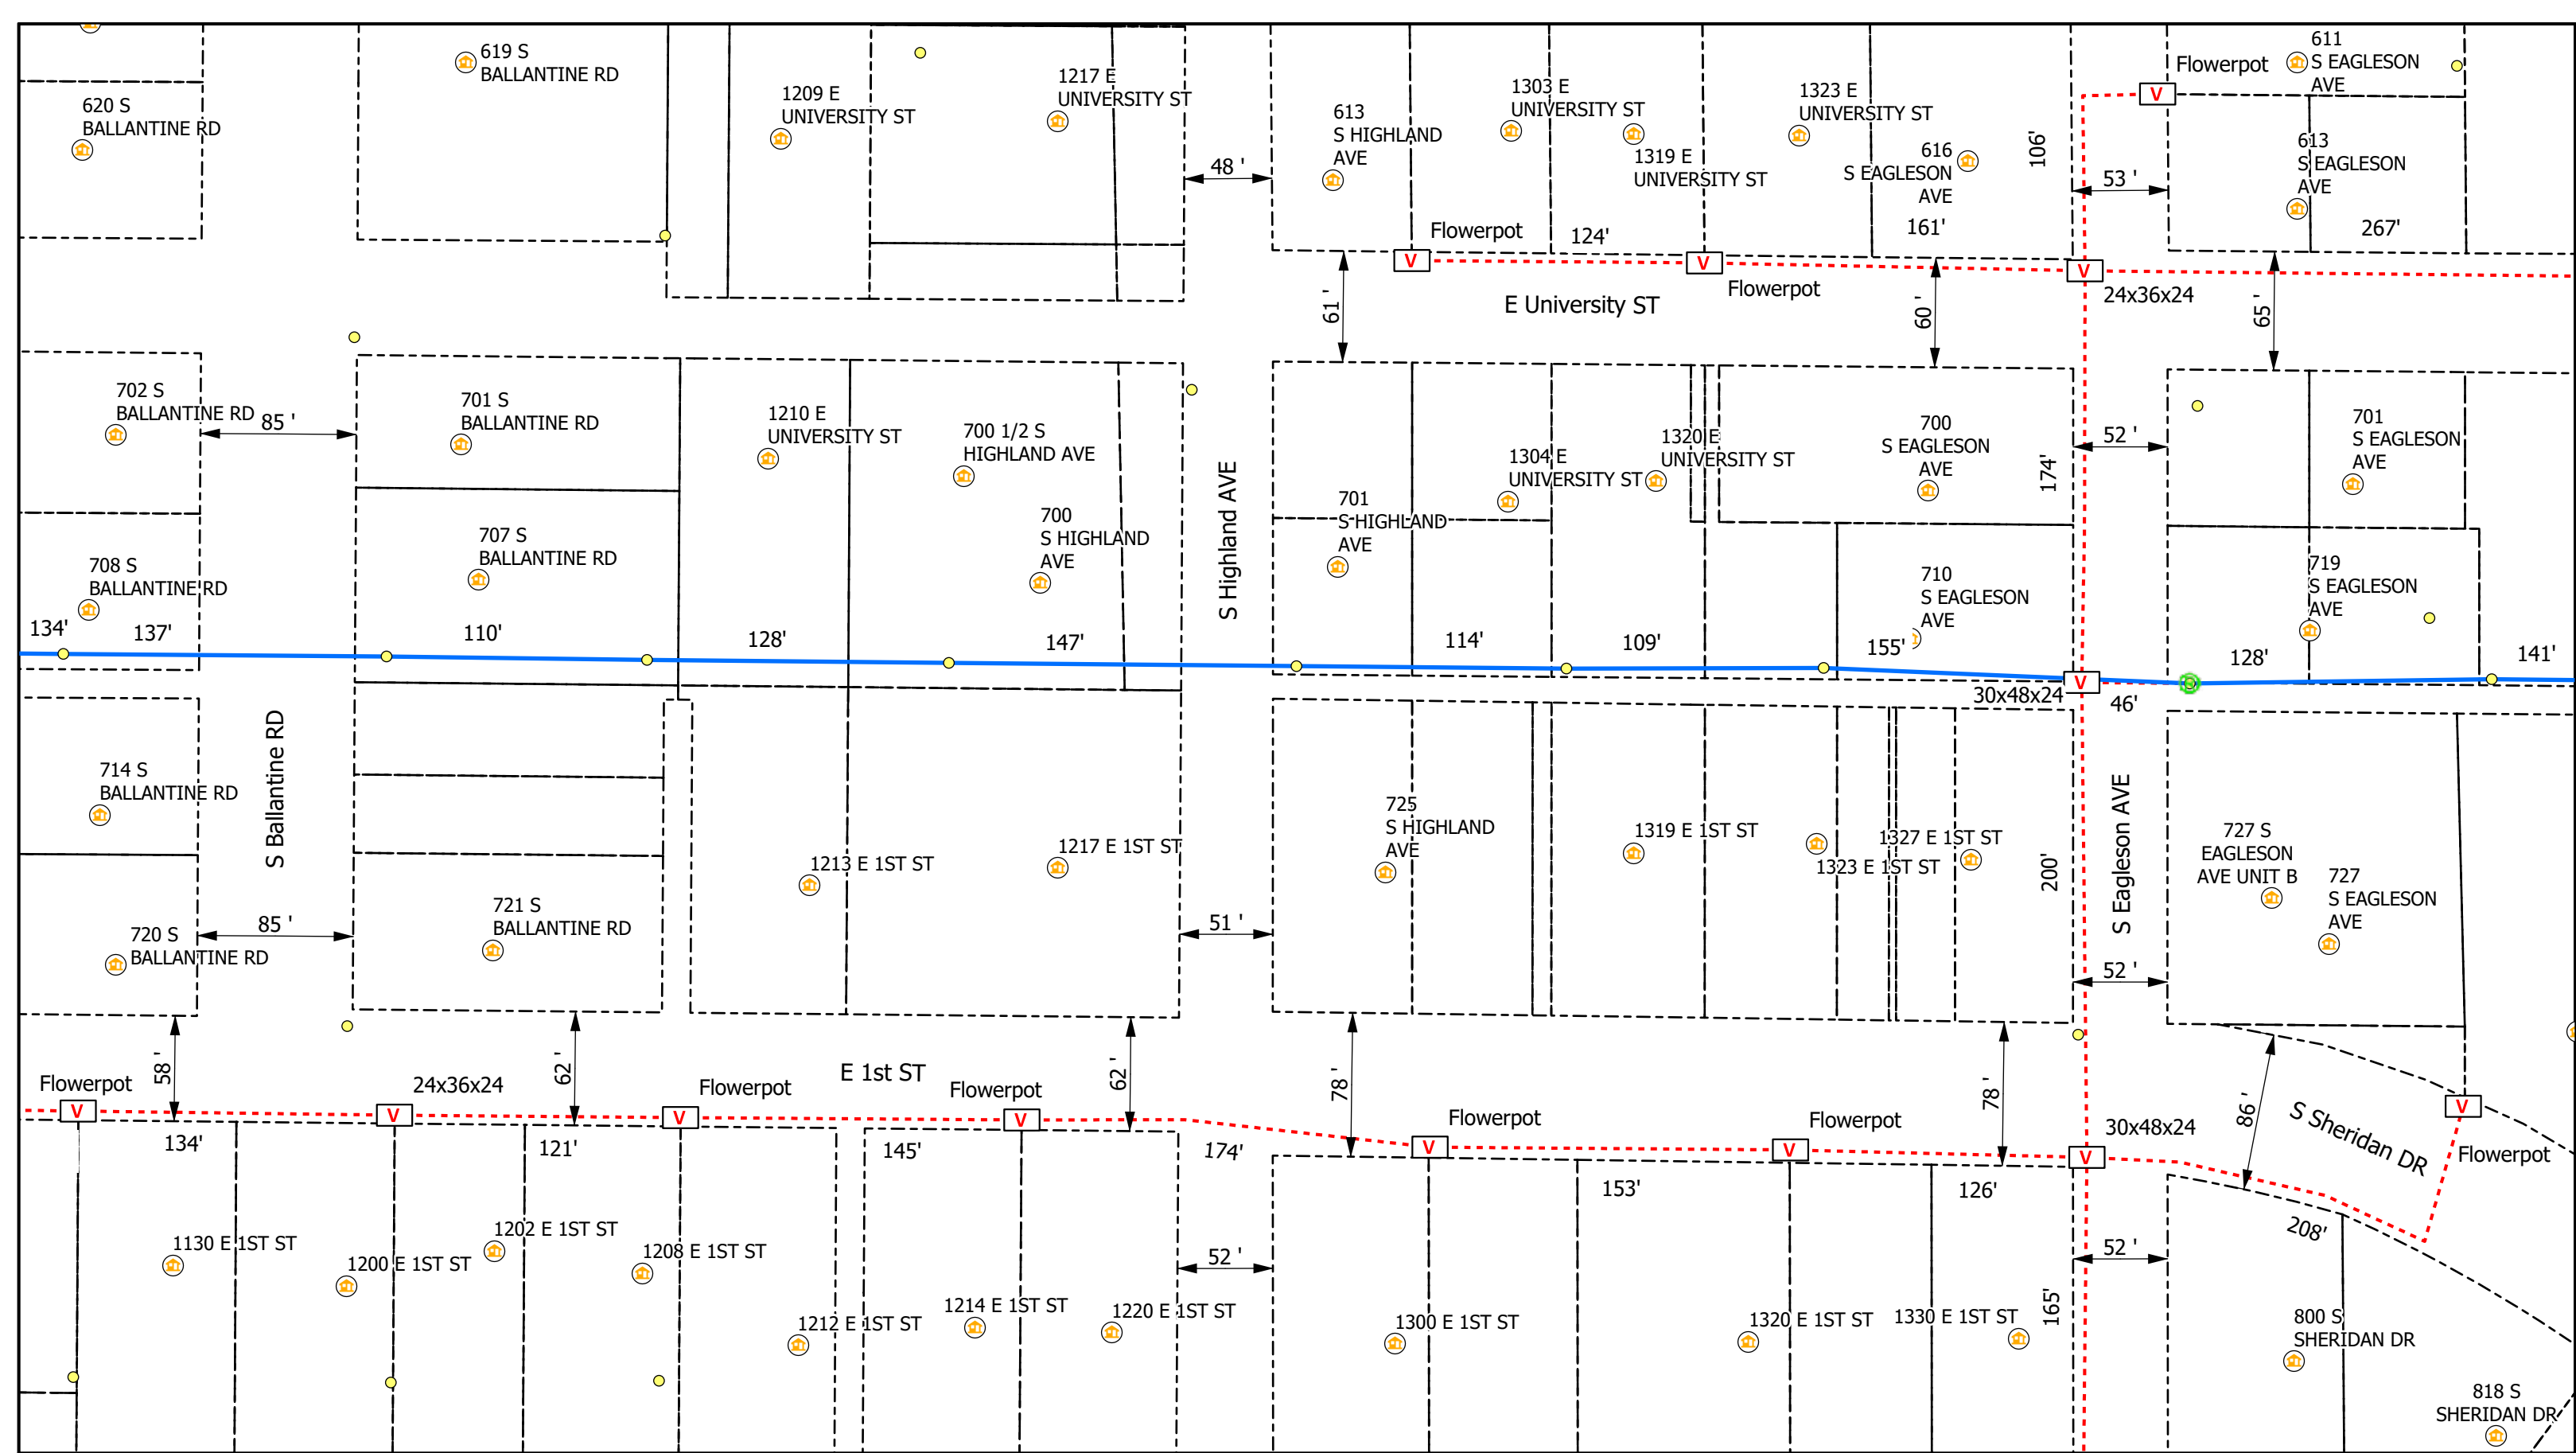 619 S
BALLANTINE RD
620 S
BALLANTINE RD
1209 E
UNIVERSITY ST
1217 E
UNIVERSITY ST
48 '
613
S HIGHLAND
AVE
1303 E
UNIVERSITY ST
1319 E
UNIVERSITY ST
1323 E
UNIVERSITY ST
616
S EAGLESON
AVE
106'
53 '
Flowerpot
611
S EAGLESON
AVE
613
S EAGLESON
AVE
267'
Flowerpot
124'
161'
V
V
V
V
Flowerpot
24x36x24
E University ST
61 '
60 '
65 '
702 S
BALLANTINE RD
85 '
701 S
BALLANTINE RD
1210 E
UNIVERSITY ST
700 1/2 S
HIGHLAND AVE
700
S HIGHLAND
AVE
S Highland AVE
701
S HIGHLAND
AVE
1304 E
UNIVERSITY ST
1320 E
UNIVERSITY ST
700
S EAGLESON
AVE
174'
52 '
701
S EAGLESON
AVE
708 S
BALLANTINE RD
707 S
BALLANTINE RD
710
S EAGLESON
AVE
719
S EAGLESON
AVE
134'
137'
110'
128'
147'
114'
109'
155'
128'
141'
V
30x48x24
46'
S Ballantine RD
714 S
BALLANTINE RD
720 S
BALLANTINE RD
85 '
721 S
BALLANTINE RD
1213 E 1ST ST
1217 E 1ST ST
51 '
725
S HIGHLAND
AVE
1319 E 1ST ST
1323 E 1ST ST
1327 E 1ST ST
200'
S Eagleson AVE
52 '
727 S
EAGLESON
AVE UNIT B
727
S EAGLESON
AVE
58 '
62 '
62 '
78 '
78 '
86 '
E 1st ST
S Sheridan DR
Flowerpot
24x36x24
Flowerpot
Flowerpot
Flowerpot
Flowerpot
30x48x24
Flowerpot
V
V
V
V
V
V
V
V
134'
121'
145'
174'
153'
126'
208'
1130 E 1ST ST
1200 E 1ST ST
1202 E 1ST ST
1208 E 1ST ST
1212 E 1ST ST
1214 E 1ST ST
1220 E 1ST ST
52 '
1300 E 1ST ST
1320 E 1ST ST
1330 E 1ST ST
165'
52 '
800 S
SHERIDAN DR
818 S
SHERIDAN DR